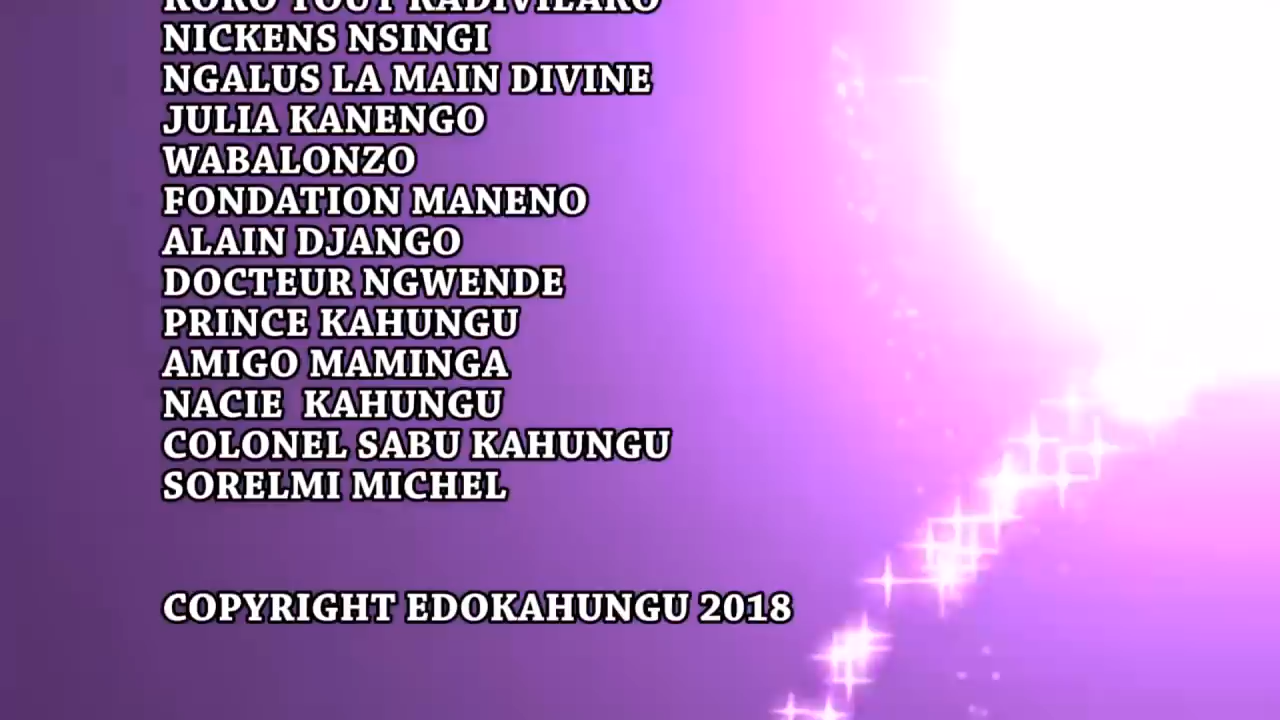 NICKENS NSINGI
NGALUS LA MAIN DIVINE
JULIA KANENGO
WABALONZO
FONDATION MANENO
ALAIN DJANGO
DOCTEUR NGWENDE
PRINCE KAHUNGU
AMIGO MAMINGA
NACIE  KAHUNGU
COLONEL SABU KAHUNGU
SORELMI MICHEL
COPYRIGHT EDOKAHUNGU 2018